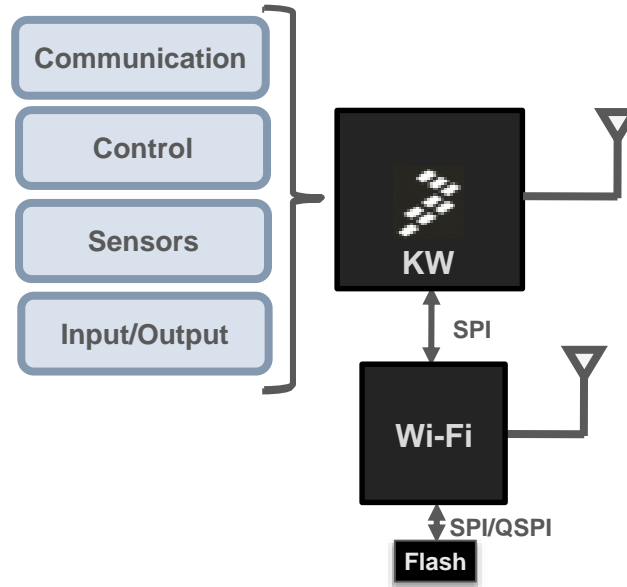 Communication
Control
Sensors
Input/Output
KW
SPI
Wi-Fi
SPI/QSPI
Flash